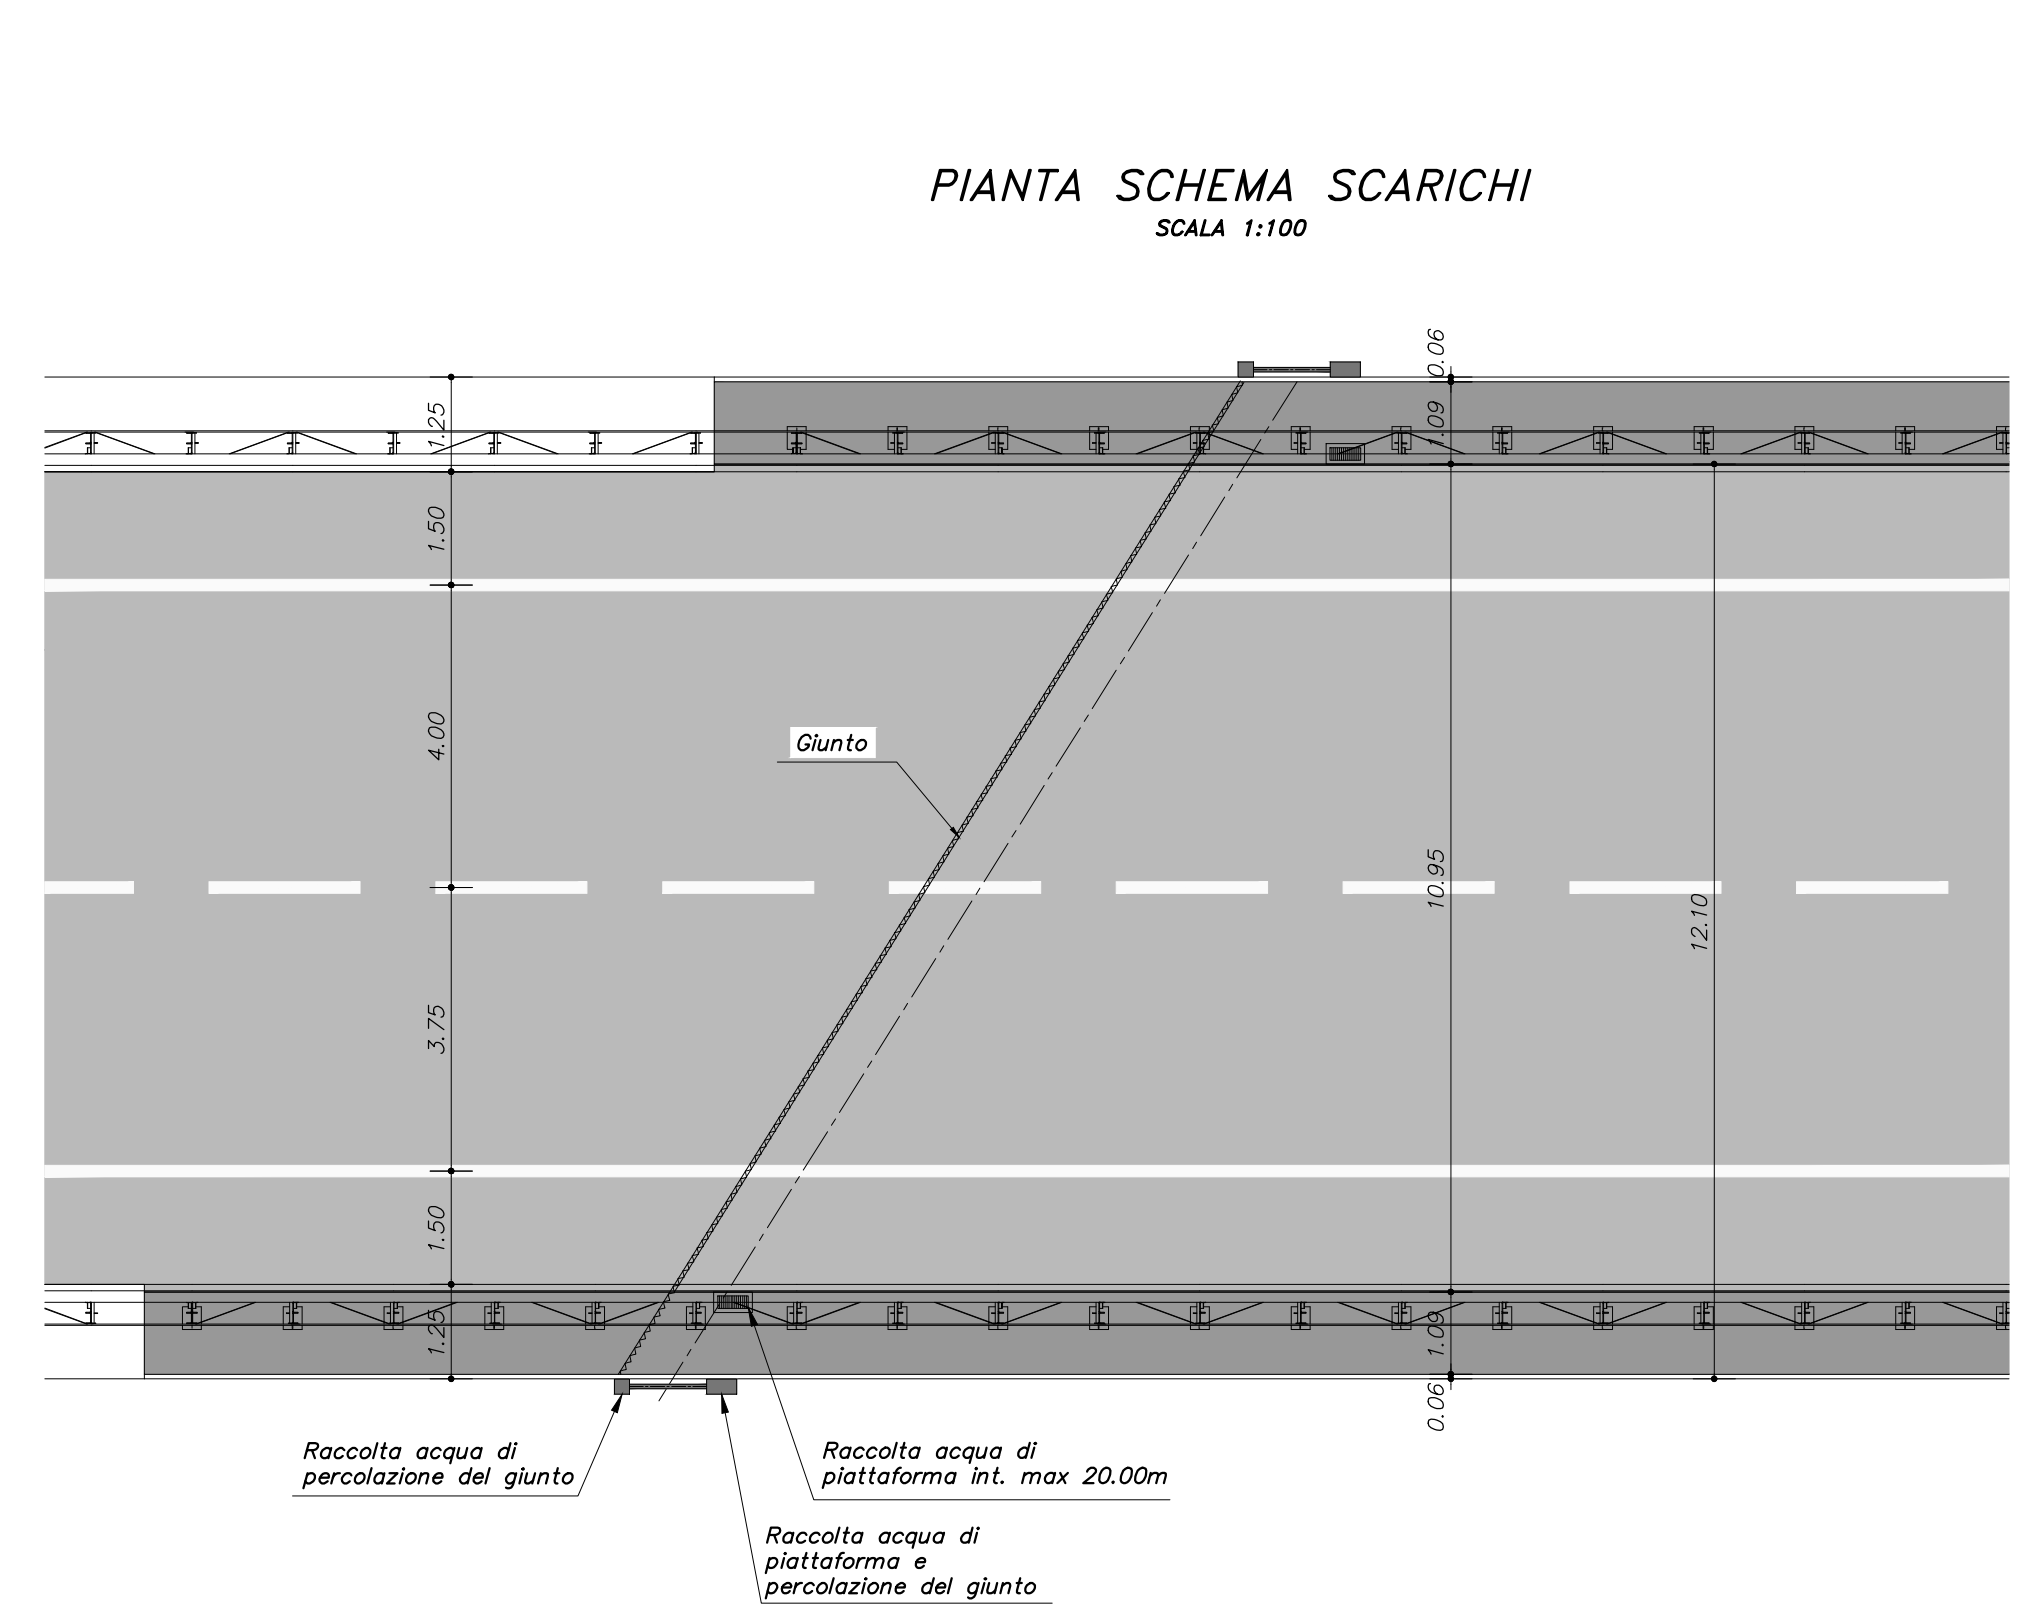 PIANTA SCHEMA SCARICHI
SCALA 1:100
0.06
1.25
1.09
1.50
4.00
Giunto
10.95
12.10
3.75
1.50
1.25
1.09
0.06
Raccolta acqua di
percolazione del giunto
Raccolta acqua di
piattaforma int. max 20.00m
Raccolta acqua di
piattaforma e
percolazione del giunto